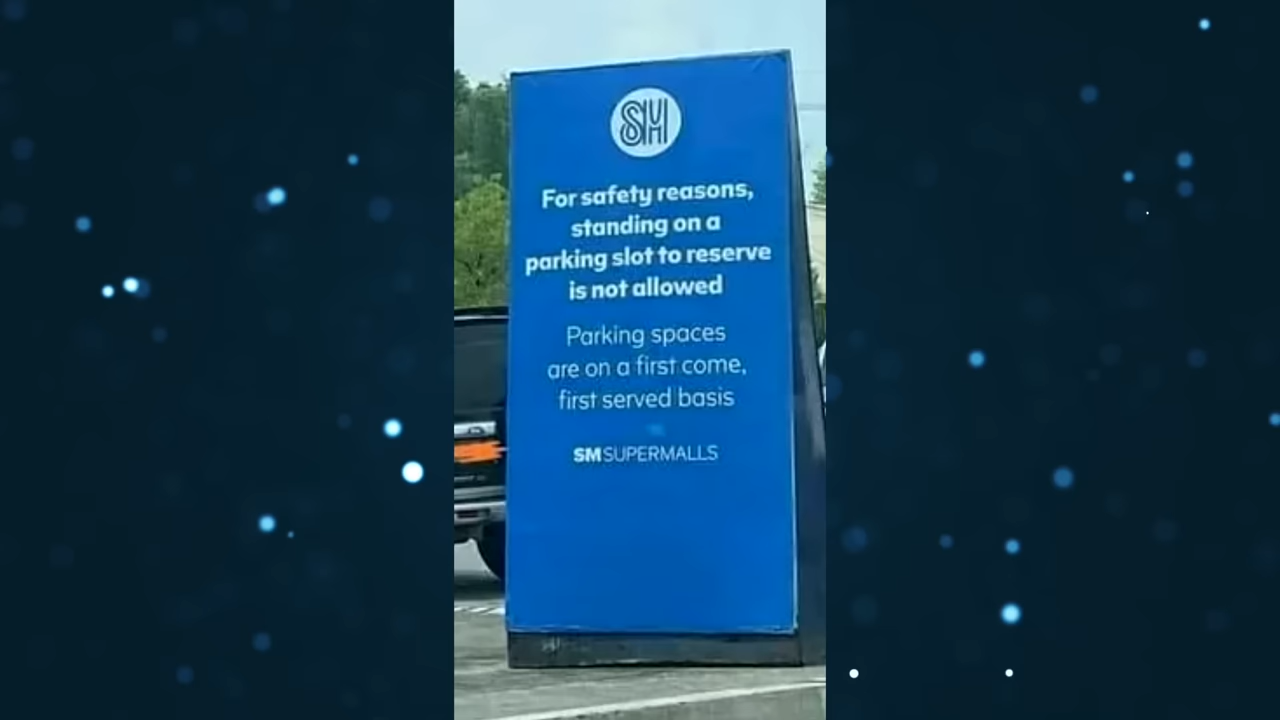 SM
For safety reasons,
standing on a
parking slot to reserve
is not allowed
Parking spaces
are on a first come,
first served basis
SM SUPERMALLS